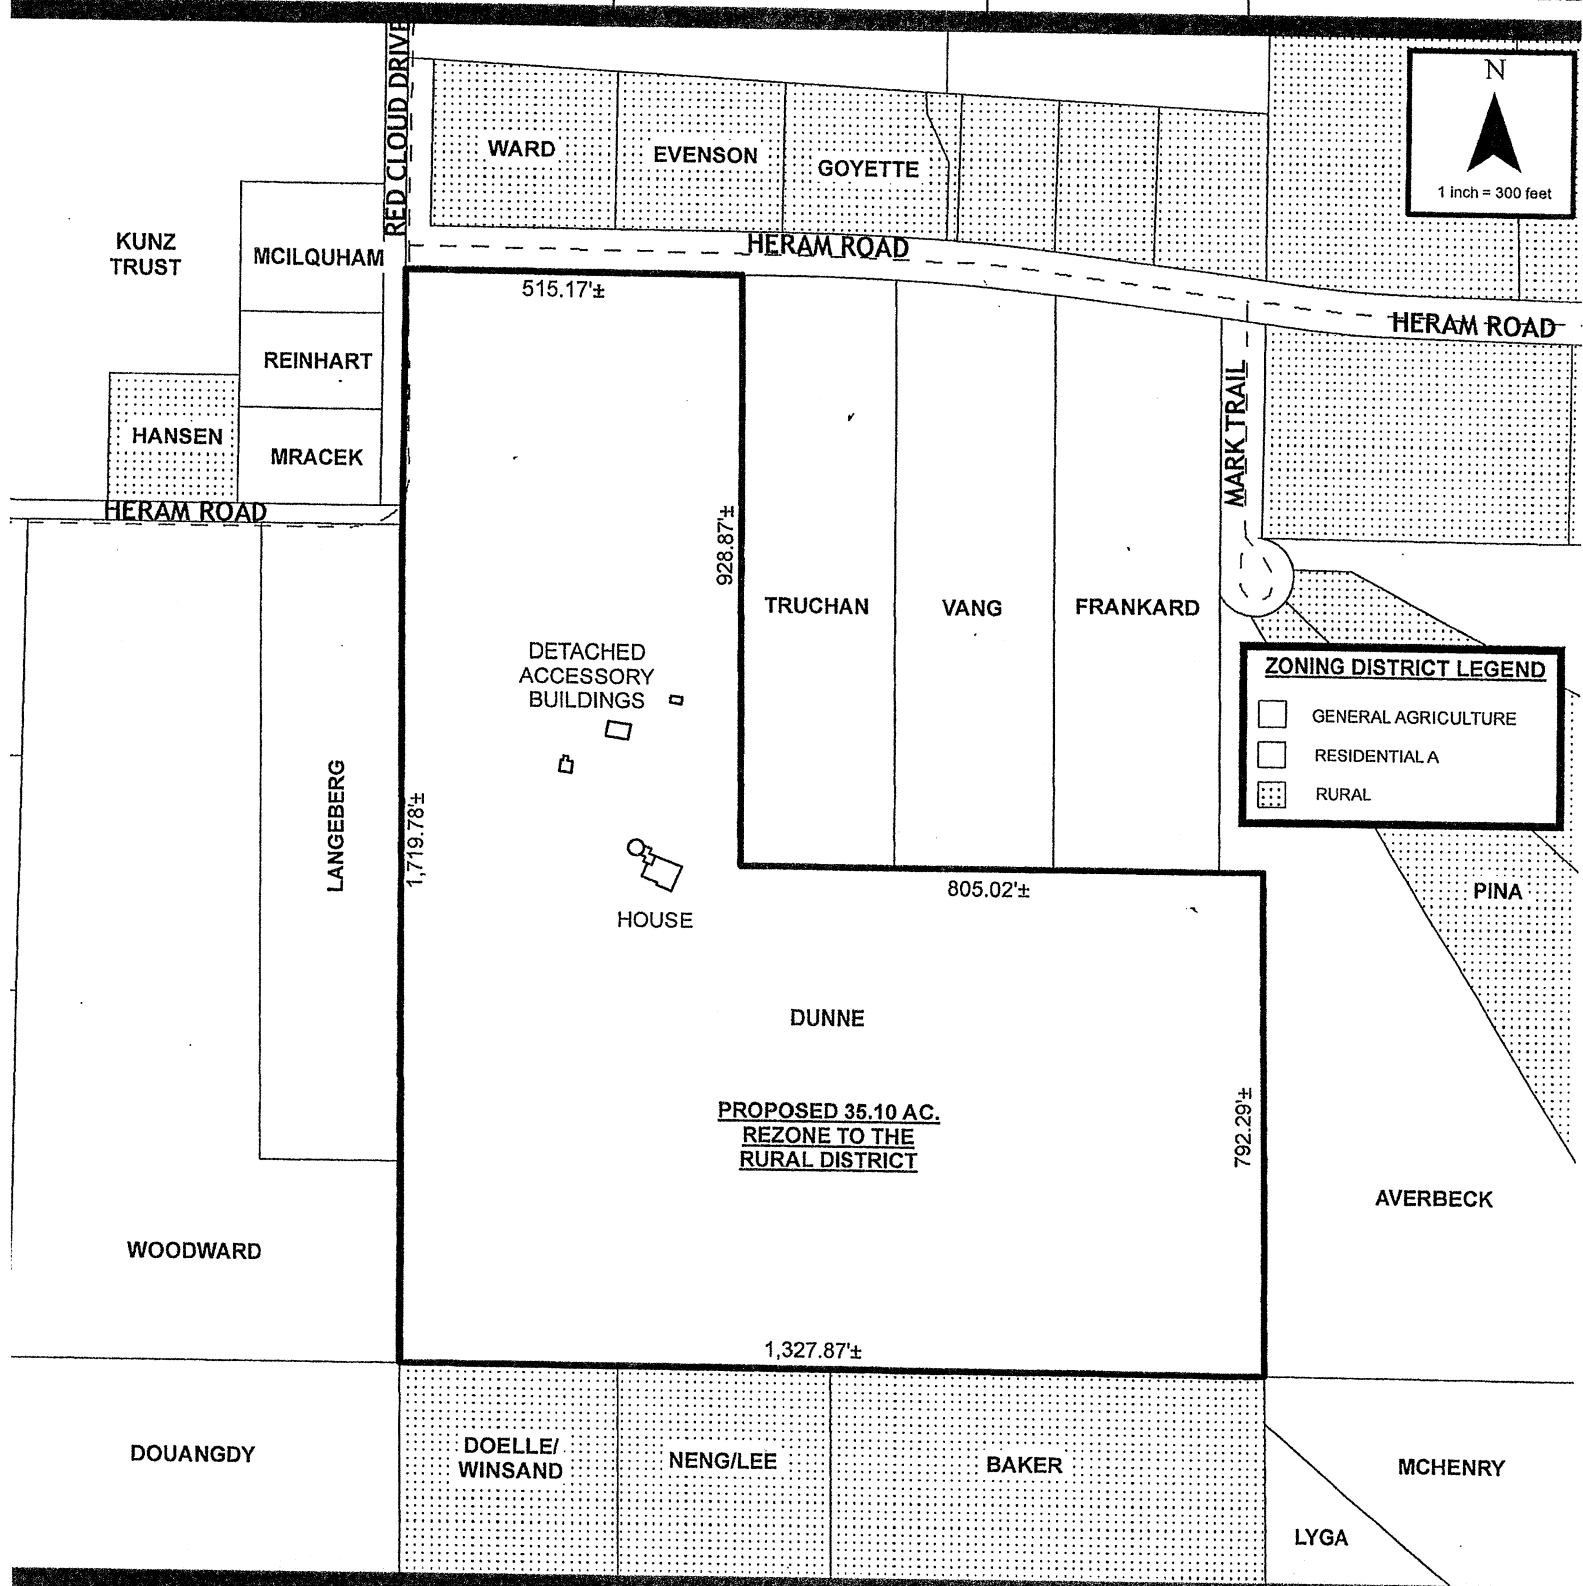 RED CLOUD DRIVE
N
1 inch = 300 feet
WARD
EVENSON
GOYETTE
KUNZ
TRUST
MCILQUHAM
HERAM ROAD
515.17'±
HERAM ROAD
REINHART
HANSEN
MRACEK
MARK TRAIL
HERAM ROAD
928.87'±
TRUCHAN
VANG
FRANKARD
DETACHED
ACCESSORY
BUILDINGS
ZONING DISTRICT LEGEND
GENERAL AGRICULTURE
RESIDENTIAL A
RURAL
LANGEBERG
1,719.78'±
805.02'±
PINA
HOUSE
DUNNE
PROPOSED 35.10 AC.
REZONE TO THE
RURAL DISTRICT
792.29'±
AVERBECK
WOODWARD
1,327.87'±
DOUANGDY
DOELLE/
WINSAND
NENG/LEE
BAKER
MCHENRY
LYGA